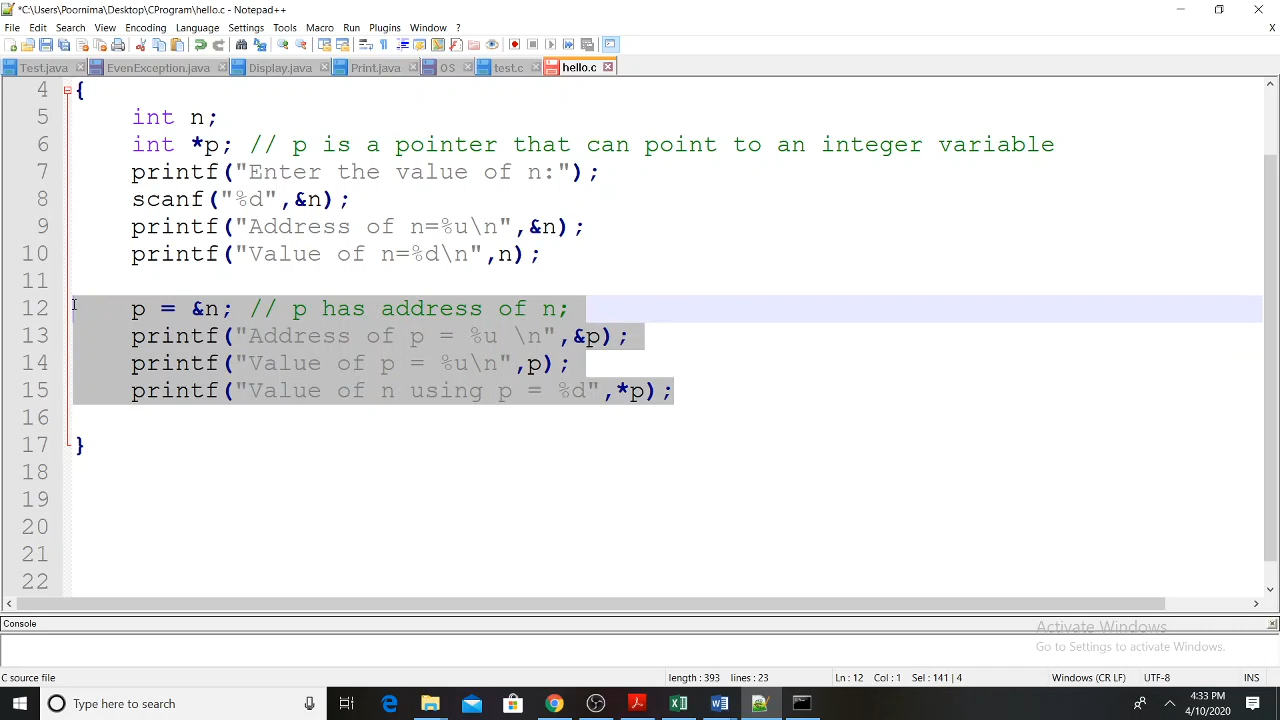 *C:\Users\Poornima\Desktop\CProgram\hello.c - Notepad++
File Edit Search View Encoding Language Settings Tools Macro Run Plugins Window ? X
Test.java EvenException.java Display.java Print.java OS test.c hello.c
4 {
5 int n;
6 int *p; // p is a pointer that can point to an integer variable
7 printf("Enter the value of n:");
8 scanf("%d",&n);
9 printf("Address of n=%u\n",&n);
10 printf("Value of n=%d\n",n);
11
12 p = &n; // p has address of n;
13 printf("Address of p = %u \n",&p);
14 printf("Value of p = %u\n",p);
15 printf("Value of n using p = %d",*p);
16
17 }
18
19
20
21
22
Console
Activate Windows
Go to Settings to activate Windows.
C source file length : 393 lines : 23 Ln : 12 Col : 1 Sel : 141 | 4 Windows (CR LF) UTF-8 INS
Type here to search
4:33 PM
4/10/2020